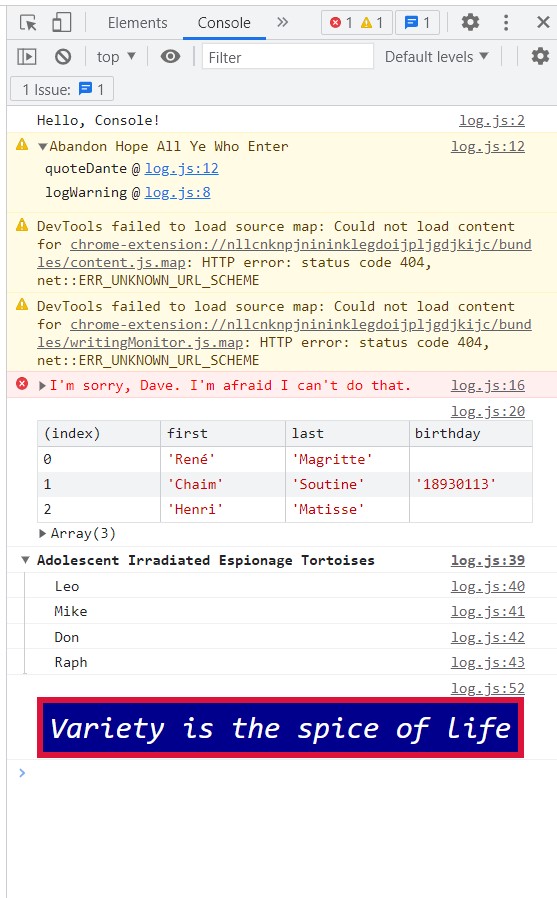 Elements Console » 1 1 1
top ▼ Filter Default levels ▼
1 Issue: 1
Hello, Console! log.js:2
▼Abandon Hope All Ye Who Enter log.js:12
quoteDante @ log.js:12
logWarning @ log.js:8
DevTools failed to load source map: Could not load content
for chrome-extension://nllcnknpjnininklegdoijpljgdjkijc/bund
les/content.js.map: HTTP error: status code 404,
net::ERR_UNKNOWN_URL_SCHEME
DevTools failed to load source map: Could not load content
for chrome-extension://nllcnknpjnininklegdoijpljgdjkijc/bund
les/writingMonitor.js.map: HTTP error: status code 404,
net::ERR_UNKNOWN_URL_SCHEME
▶I'm sorry, Dave. I'm afraid I can't do that. log.js:16
log.js:20
(index) first last birthday
0 'René' 'Magritte'
1 'Chaim' 'Soutine' '18930113'
2 'Henri' 'Matisse'
▶ Array(3)
▼ Adolescent Irradiated Espionage Tortoises log.js:39
Leo log.js:40
Mike log.js:41
Don log.js:42
Raph log.js:43
log.js:52
Variety is the spice of life